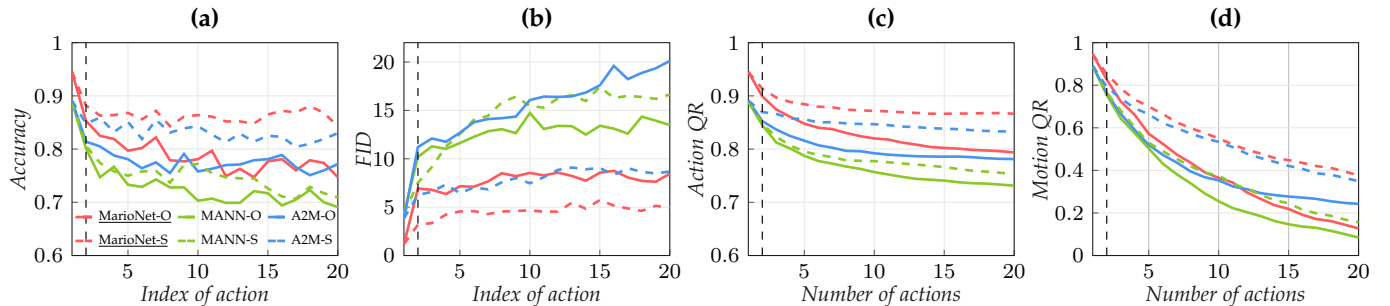 (a) (b) (c) (d)
Accuracy
1
0.9
0.8
0.7
0.6
MarioNet-O MANN-O A2M-O
MarioNet-S MANN-S A2M-S
5 10 15 20
Index of action
FID
20
15
10
5
0
5 10 15 20
Index of action
Action QR
1
0.9
0.8
0.7
0.6
5 10 15 20
Number of actions
Motion QR
1
0.8
0.6
0.4
0.2
0
5 10 15 20
Number of actions